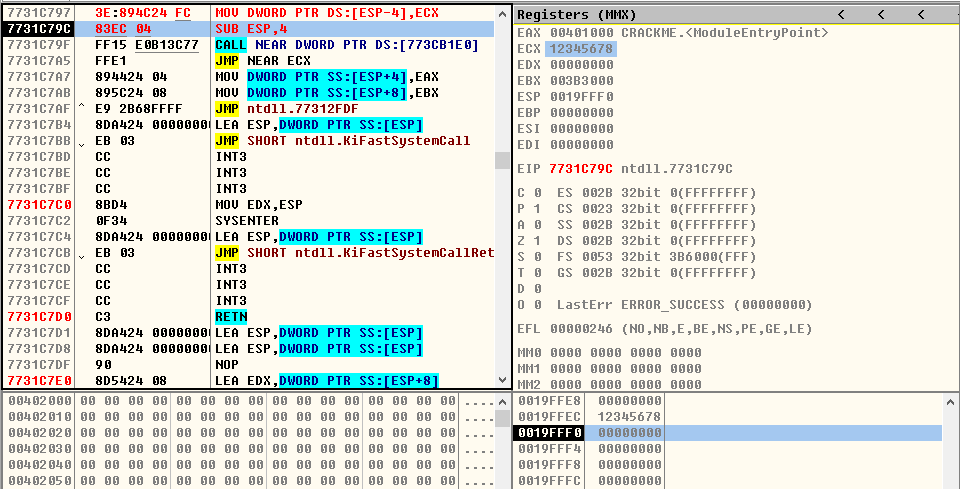 7731C797 3E:894C24 FC MOV DWORD PTR DS:[ESP-4],ECX
7731C79C 83EC 04 SUB ESP,4
7731C79F FF15 E0B13C77 CALL NEAR DWORD PTR DS:[773CB1E0]
7731C7A5 FFE1 JMP NEAR ECX
7731C7A7 894424 04 MOV DWORD PTR SS:[ESP+4],EAX
7731C7AB 895C24 08 MOV DWORD PTR SS:[ESP+8],EBX
7731C7AF ^ E9 2B68FFFF JMP ntdll.77312FDF
7731C7B4 8DA424 0000000 LEA ESP,DWORD PTR SS:[ESP]
7731C7BB ˅ EB 03 JMP SHORT ntdll.KiFastSystemCall
7731C7BD CC INT3
7731C7BE CC INT3
7731C7BF CC INT3
7731C7C0 8BD4 MOV EDX,ESP
7731C7C2 0F34 SYSENTER
7731C7C4 8DA424 0000000 LEA ESP,DWORD PTR SS:[ESP]
7731C7CB ˅ EB 03 JMP SHORT ntdll.KiFastSystemCallRet
7731C7CD CC INT3
7731C7CE CC INT3
7731C7CF CC INT3
7731C7D0 C3 RETN
7731C7D1 8DA424 0000000 LEA ESP,DWORD PTR SS:[ESP]
7731C7D8 8DA424 0000000 LEA ESP,DWORD PTR SS:[ESP]
7731C7DF 90 NOP
7731C7E0 8D5424 08 LEA EDX,DWORD PTR SS:[ESP+8]
Registers (MMX) < < <
EAX 00401000 CRACKME.<ModuleEntryPoint>
ECX 12345678
EDX 00000000
EBX 003B3000
ESP 0019FFF0
EBP 00000000
ESI 00000000
EDI 00000000
EIP 7731C79C ntdll.7731C79C
C 0 ES 002B 32bit 0(FFFFFFFF)
P 1 CS 0023 32bit 0(FFFFFFFF)
A 0 SS 002B 32bit 0(FFFFFFFF)
Z 1 DS 002B 32bit 0(FFFFFFFF)
S 0 FS 0053 32bit 3B6000(FFF)
T 0 GS 002B 32bit 0(FFFFFFFF)
D 0
O 0 LastErr ERROR_SUCCESS (00000000)
EFL 00000246 (NO,NB,E,BE,NS,PE,GE,LE)
MM0 0000 0000 0000 0000
MM1 0000 0000 0000 0000
MM2 0000 0000 0000 0000
00402000 00 00 00 00 00 00 00 00 00 00 00 00 00 00 00 00 ....
00402010 00 00 00 00 00 00 00 00 00 00 00 00 00 00 00 00 ....
00402020 00 00 00 00 00 00 00 00 00 00 00 00 00 00 00 00 ....
00402030 00 00 00 00 00 00 00 00 00 00 00 00 00 00 00 00 ....
00402040 00 00 00 00 00 00 00 00 00 00 00 00 00 00 00 00 ....
00402050 00 00 00 00 00 00 00 00 00 00 00 00 00 00 00 00 ....
0019FFE8 00000000
0019FFEC 12345678
0019FFF0 00000000
0019FFF4 00000000
0019FFF8 00000000
0019FFFC 00000000